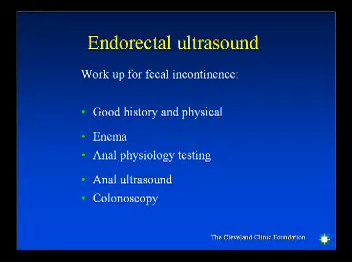 Endorectal ultrasound
Work up for fecal incontinence:
• Good history and physical
• Enema
• Anal physiology testing
• Anal ultrasound
• Colonoscopy
The Cleveland Clinic Foundation